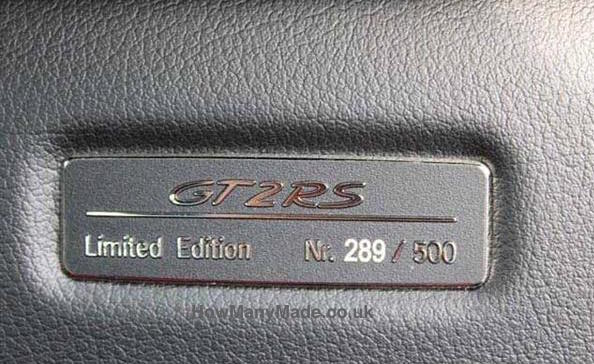 GT2RS
Limited Edition Nr. 289 / 500
HowManyMade.co.uk